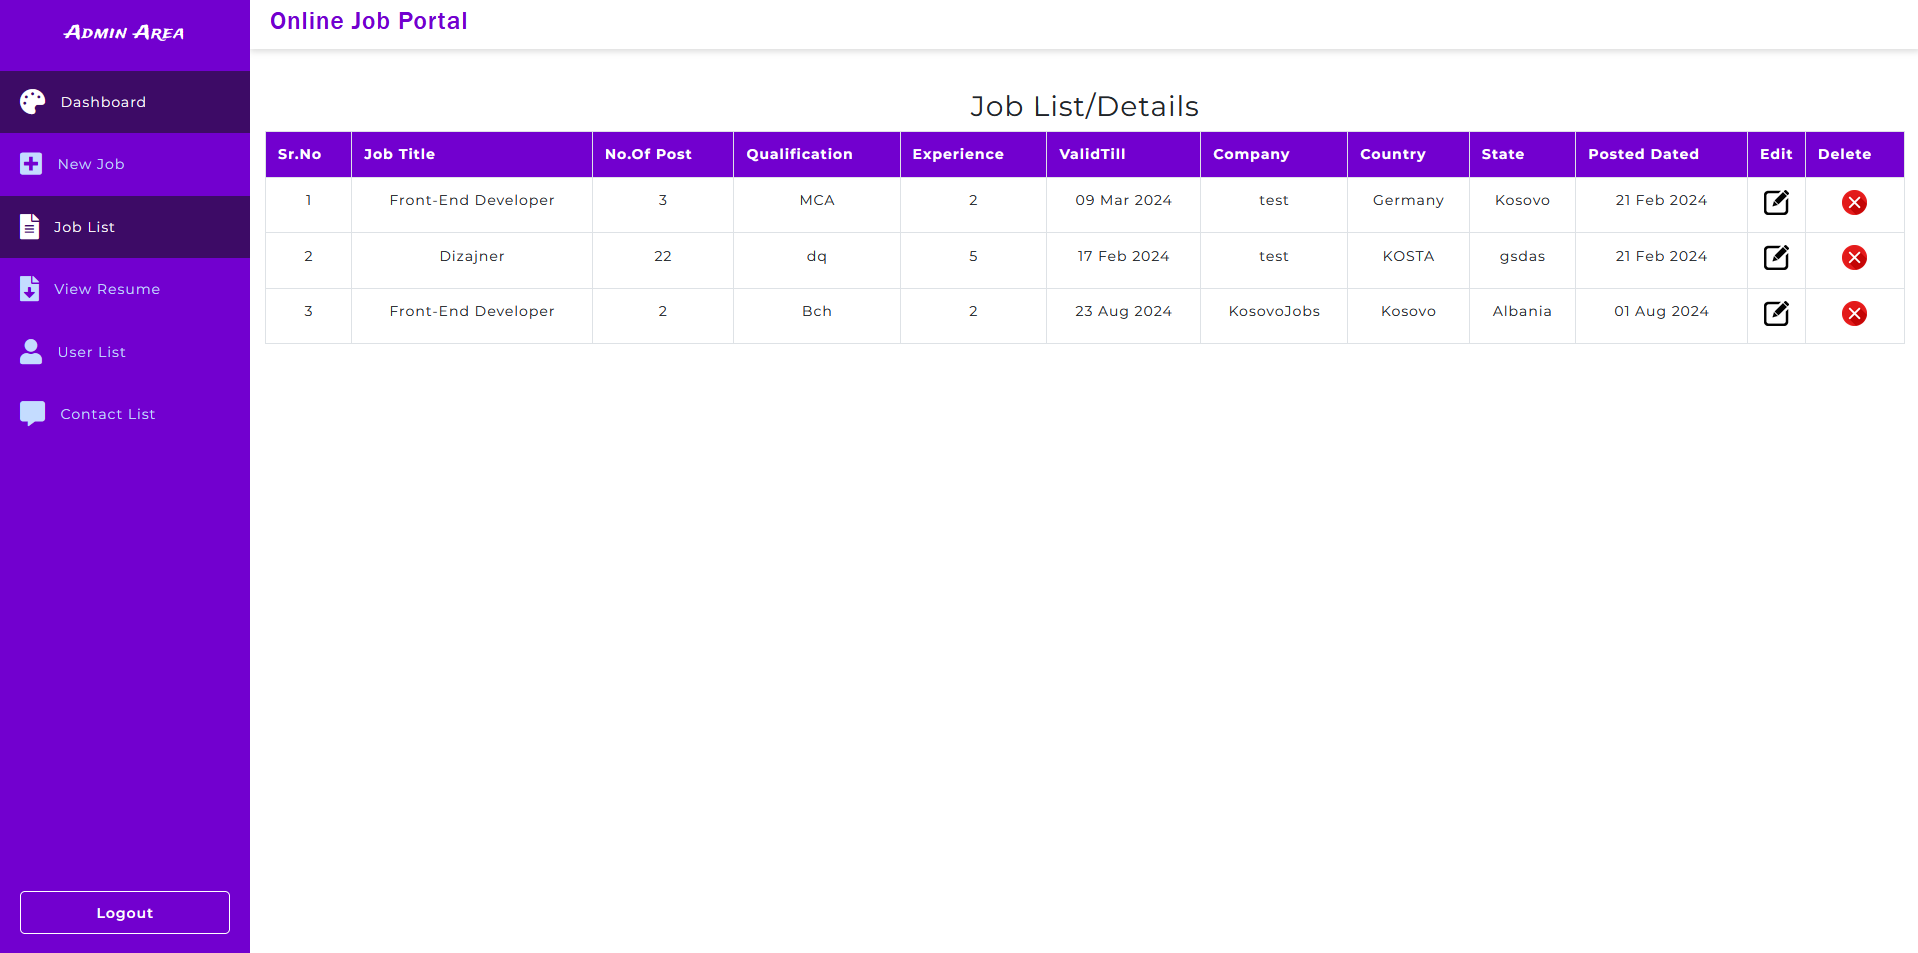 Admin Area
Online Job Portal
Dashboard
New Job
Job List
View Resume
User List
Contact List
Logout
Job List/Details
Sr.No Job Title No.Of Post Qualification Experience ValidTill Company Country State Posted Dated Edit Delete
1 Front-End Developer 3 MCA 2 09 Mar 2024 test Germany Kosovo 21 Feb 2024
2 Dizajner 22 dq 5 17 Feb 2024 test KOSTA gsdas 21 Feb 2024
3 Front-End Developer 2 Bch 2 23 Aug 2024 KosovoJobs Kosovo Albania 01 Aug 2024